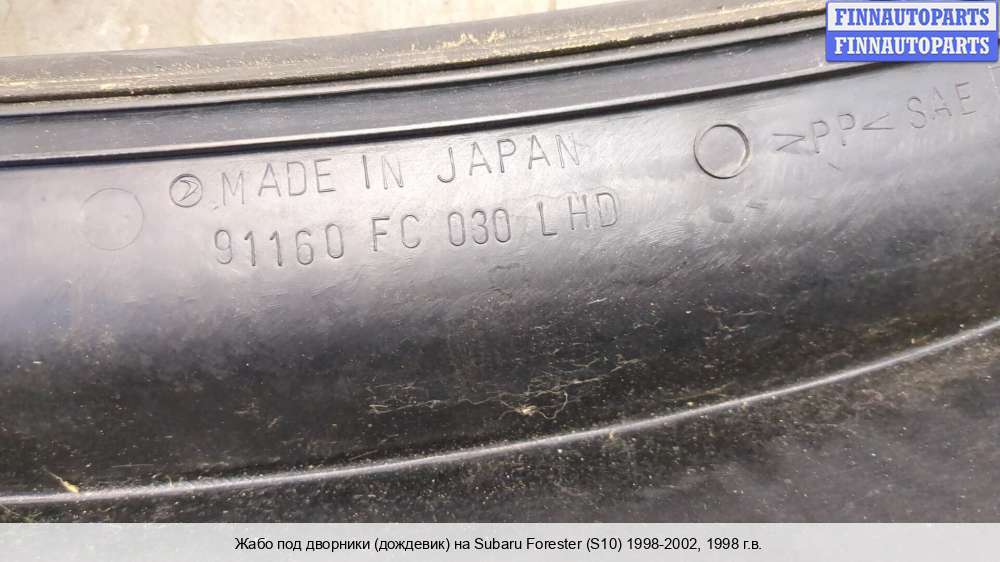 FINNAUTOPARTS
FINNAUTOPARTS
>PP< SAE
MADE IN JAPAN
91160 FC 030 LHD
Жабо под дворники (дождевик) на Subaru Forester (S10) 1998-2002, 1998 г.в.